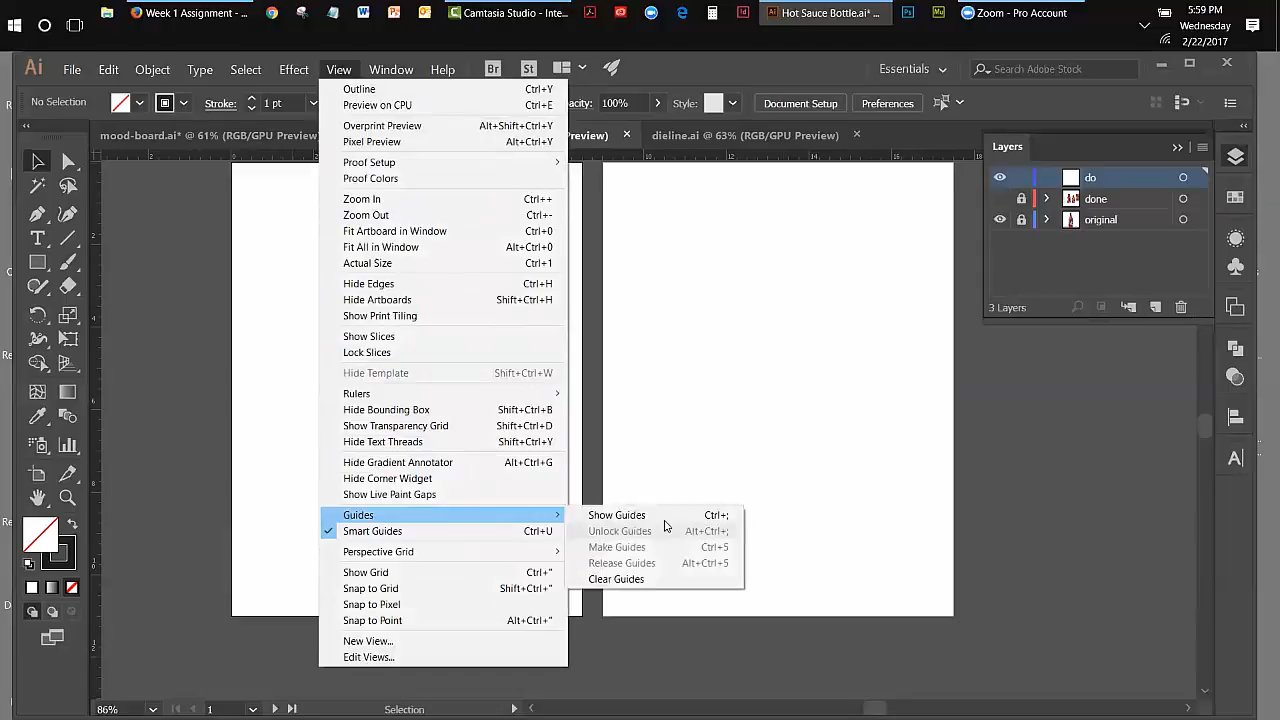 Week 1 Assignment - ...
Camtasia Studio - Inte...
Hot Sauce Bottle.ai* ...
Zoom - Pro Account
5:59 PM
Wednesday
2/22/2017
Ai File Edit Object Type Select Effect View Window Help Br St Essentials Search Adobe Stock
No Selection Stroke: 1 pt acity: 100% Style: Document Setup Preferences
mood-board.ai* @ 61% (RGB/GPU Preview) Preview) dieline.ai @ 63% (RGB/GPU Preview)
Outline Ctrl+Y
Preview on CPU Ctrl+E
Overprint Preview Alt+Shift+Ctrl+Y
Pixel Preview Alt+Ctrl+Y
Proof Setup
Proof Colors
Zoom In Ctrl++
Zoom Out Ctrl+-
Fit Artboard in Window Ctrl+0
Fit All in Window Alt+Ctrl+0
Actual Size Ctrl+1
Hide Edges Ctrl+H
Hide Artboards Shift+Ctrl+H
Show Print Tiling
Show Slices
Lock Slices
Hide Template Shift+Ctrl+W
Rulers
Hide Bounding Box Shift+Ctrl+B
Show Transparency Grid Shift+Ctrl+D
Hide Text Threads Shift+Ctrl+Y
Hide Gradient Annotator Alt+Ctrl+G
Hide Corner Widget
Show Live Paint Gaps
Guides
Smart Guides Ctrl+U
Perspective Grid
Show Grid Ctrl+"
Snap to Grid Shift+Ctrl+"
Snap to Pixel
Snap to Point Alt+Ctrl+"
New View...
Edit Views...
Show Guides Ctrl+;
Unlock Guides Alt+Ctrl+;
Make Guides Ctrl+5
Release Guides Alt+Ctrl+5
Clear Guides
Layers
do
done
original
3 Layers
86% 1 Selection